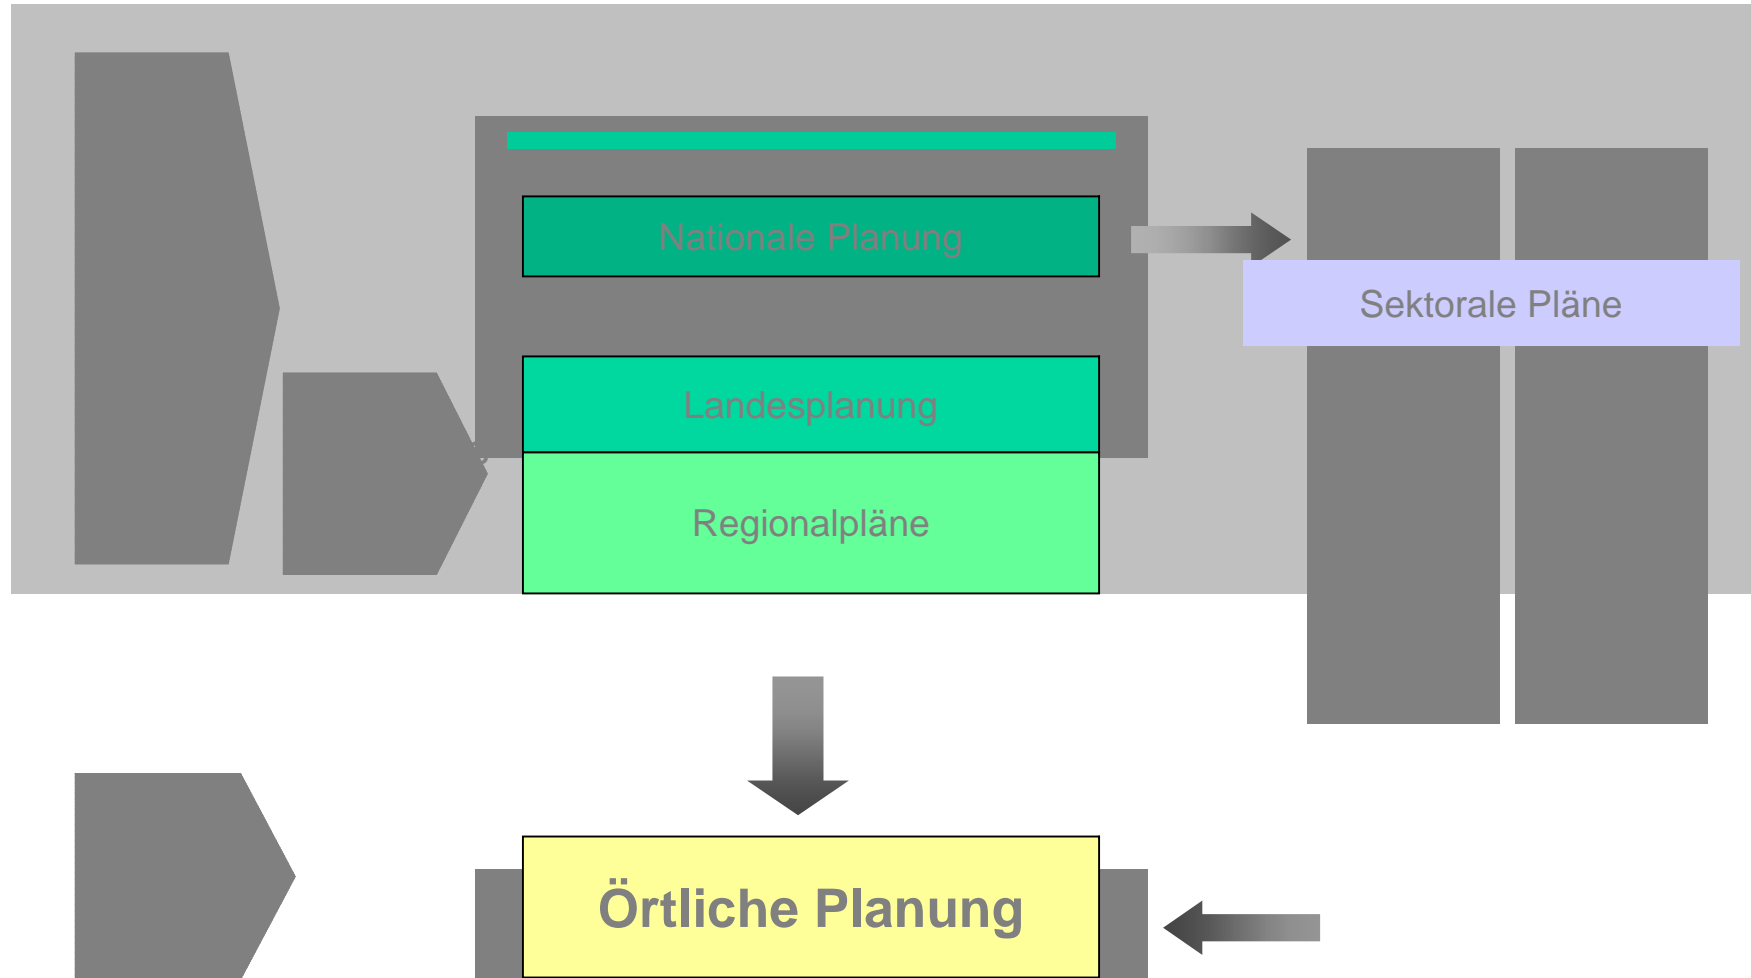 Nationale Planung
Sektorale Pläne
Landesplanung
Regionalpläne
Örtliche Planung